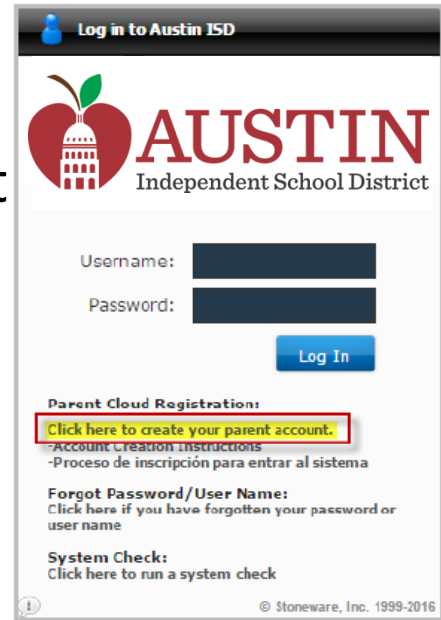 Log in to Austin ISD
AUSTIN
Independent School District
t
Username:
Password:
Log In
Parent Cloud Registration:
Click here to create your parent account.
-Account Creation Instructions
-Proceso de inscripción para entrar al sistema
Forgot Password/User Name:
Click here if you have forgotten your password or
user name
System Check:
Click here to run a system check
© Stoneware, Inc. 1999-2016